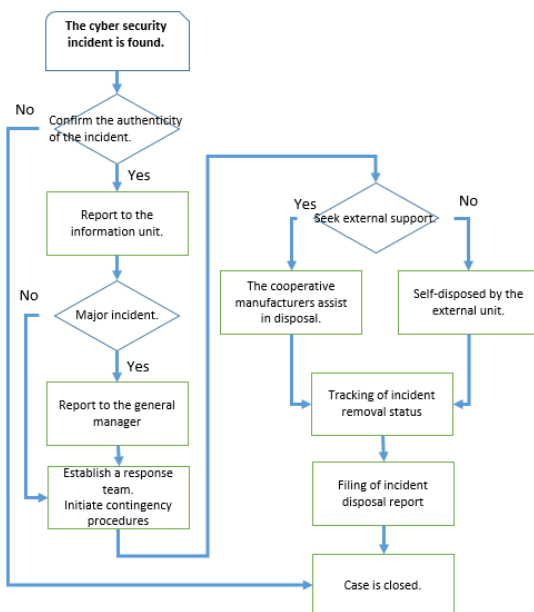 The cyber security
incident is found.
No
Confirm the authenticity
of the incident.
Yes
Report to the
information unit.
No
Major incident.
Yes
Report to the general
manager
Establish a response
team.
Initiate contingency
procedures
Yes
Seek external support.
No
The cooperative
manufacturers assist
in disposal.
Self-disposed by the
external unit.
Tracking of incident
removal status
Filing of incident
disposal report
Case is closed.